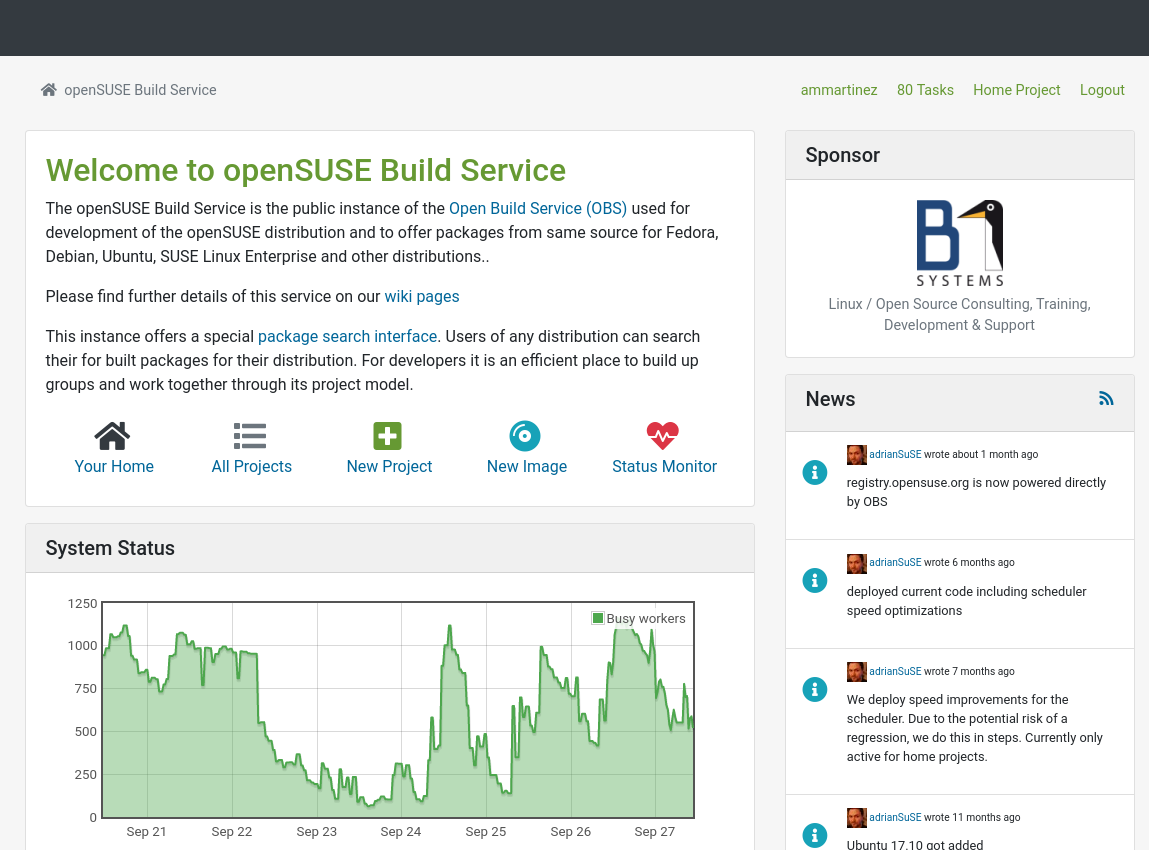 openSUSE Build Service
ammartinez 80 Tasks Home Project Logout
Welcome to openSUSE Build Service
The openSUSE Build Service is the public instance of the Open Build Service (OBS) used for
development of the openSUSE distribution and to offer packages from same source for Fedora,
Debian, Ubuntu, SUSE Linux Enterprise and other distributions..
Please find further details of this service on our wiki pages
This instance offers a special package search interface. Users of any distribution can search
their for built packages for their distribution. For developers it is an efficient place to build up
groups and work together through its project model.
Your Home All Projects New Project New Image Status Monitor
System Status
1250
1000
750
500
250
0
Busy workers
Sep 21 Sep 22 Sep 23 Sep 24 Sep 25 Sep 26 Sep 27
Sponsor
B1
SYSTEMS
Linux / Open Source Consulting, Training,
Development & Support
News
adrianSuSE wrote about 1 month ago
registry.opensuse.org is now powered directly
by OBS
adrianSuSE wrote 6 months ago
deployed current code including scheduler
speed optimizations
adrianSuSE wrote 7 months ago
We deploy speed improvements for the
scheduler. Due to the potential risk of a
regression, we do this in steps. Currently only
active for home projects.
adrianSuSE wrote 11 months ago
Ubuntu 17.10 got added